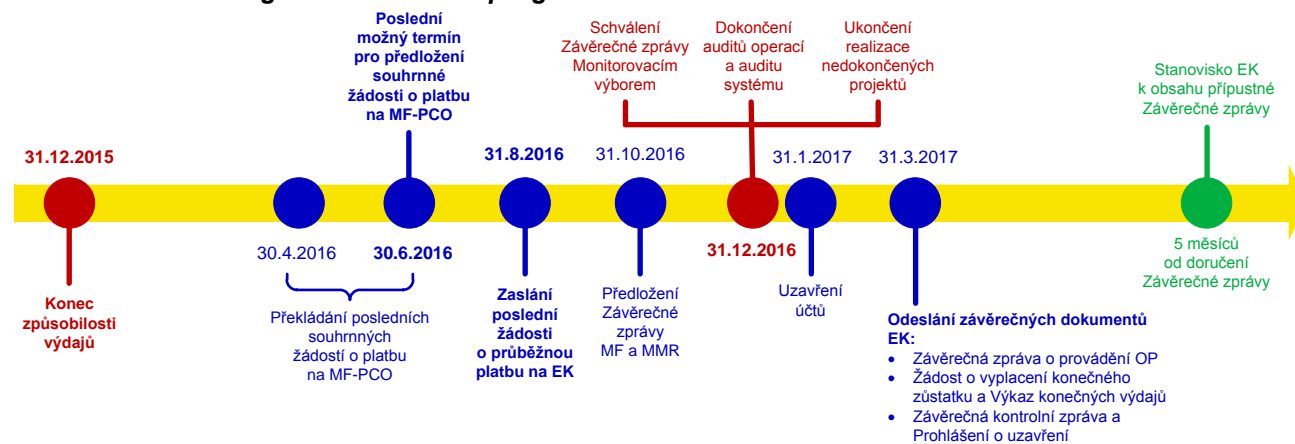 Poslední
možný termín
pro předložení
souhrnné
žádosti o platbu
na MF-PCO
Schválení
Závěrečné zprávy
Monitorovacím
výborem
Dokončení
auditů operací
a auditu
systému
Ukončení
realizace
nedokončených
projektů
Stanovisko EK
k obsahu přípustné
Závěrečné zprávy
31.12.2015
31.8.2016
31.10.2016
31.1.2017
31.3.2017
30.4.2016
30.6.2016
31.12.2016
5 měsíců
od doručení
Závěrečné zprávy
Konec
způsobilosti
výdajů
Překládání posledních
souhrnných
žádostí o platbu
na MF-PCO
Zaslání
poslední
žádosti
o průběžnou
platbu na EK
Předložení
Závěrečné
zprávy
MF a MMR
Uzavření
účtů
Odeslání závěrečných dokumentů
EK:
• Závěrečná zpráva o provádění OP
• Žádost o vyplacení konečného
zůstatku a Výkaz konečných výdajů
• Závěrečná kontrolní zpráva a
Prohlášení o uzavření